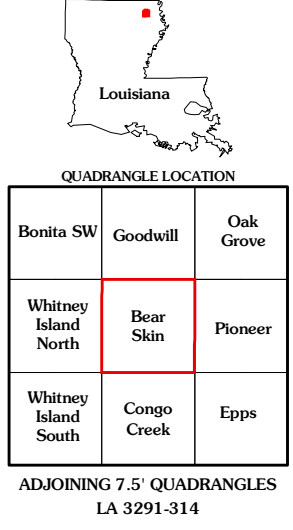 Louisiana
QUADRANGLE LOCATION
Bonita SW
Goodwill
Oak
Grove
Whitney
Island
North
Bear
Skin
Pioneer
Whitney
Island
South
Congo
Creek
Epps
ADJOINING 7.5' QUADRANGLES
LA 3291-314